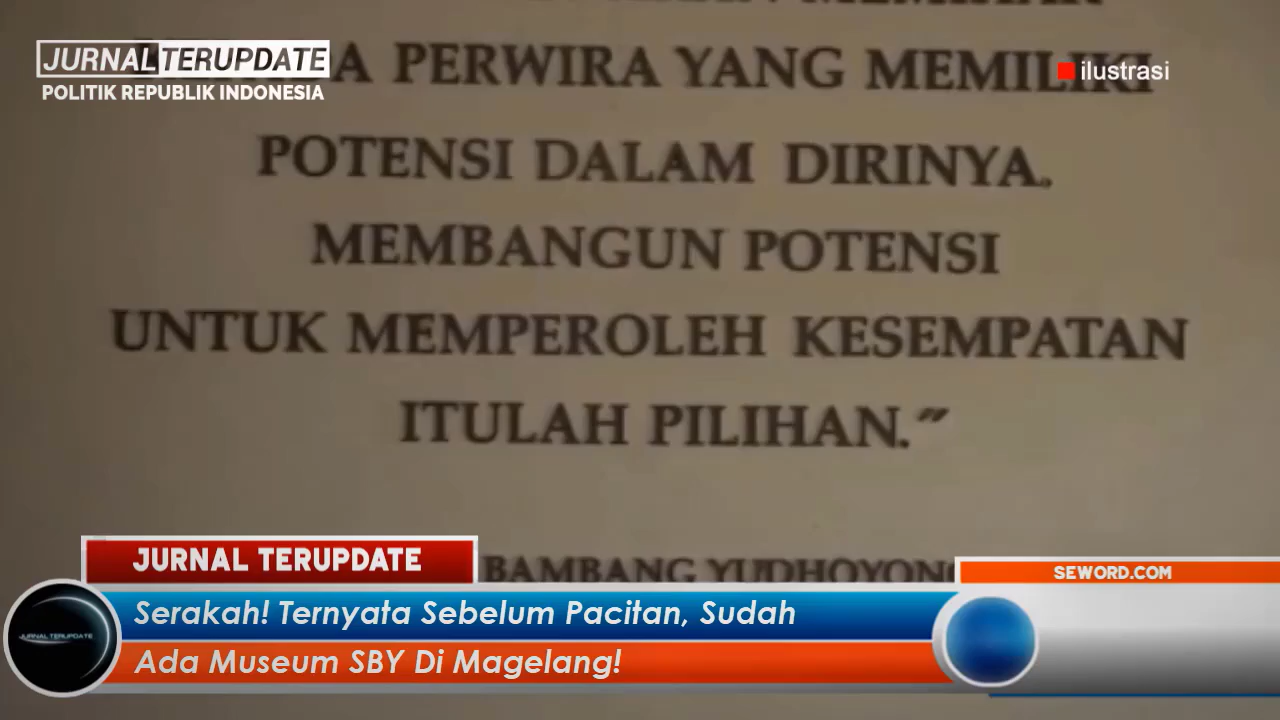 JURNALTERUPDATE
POLITIK REPUBLIK INDONESIA
ilustrasi
PERWIRA YANG MEMILIKI
POTENSI DALAM DIRINYA.
MEMBANGUN POTENSI
UNTUK MEMPEROLEH KESEMPATAN
ITULAH PILIHAN.”
BAMBANG YUDHOYONO
JURNAL TERUPDATE
SEWORD.COM
Serakah! Ternyata Sebelum Pacitan, Sudah
Ada Museum SBY Di Magelang!
JURNAL TERUPDATE